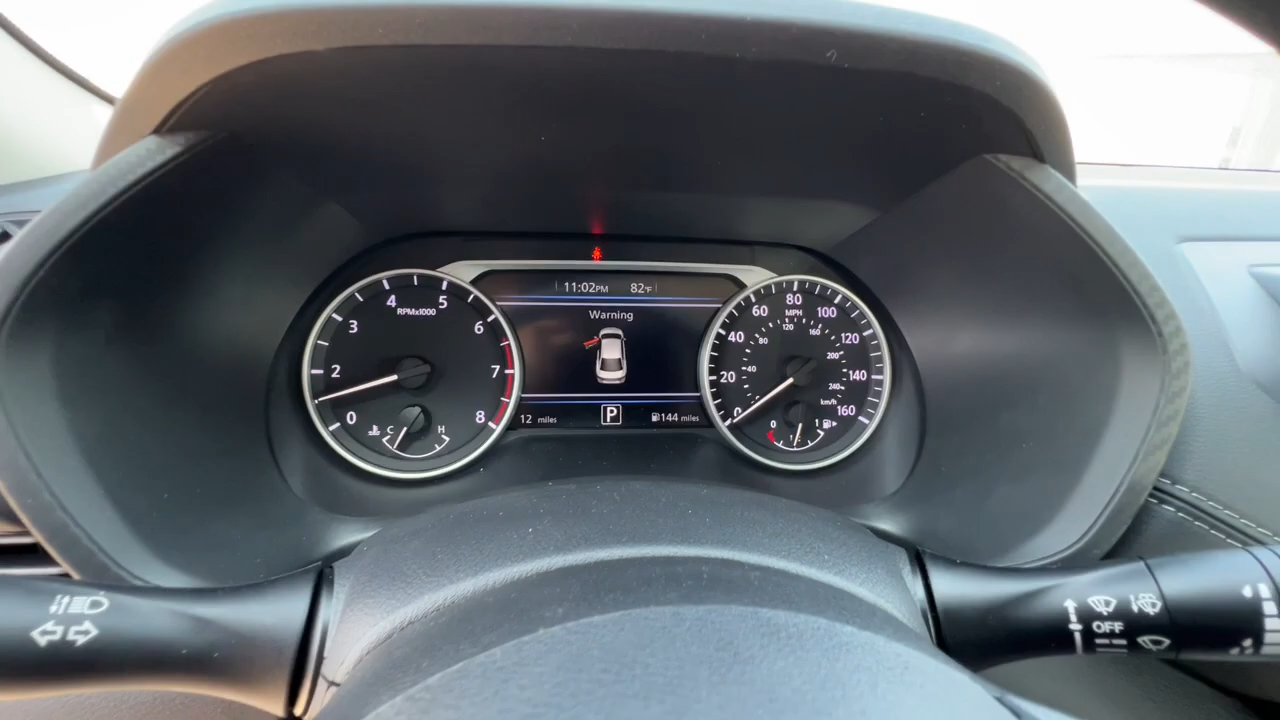 11:02PM 82°F
Warning
12 miles P 144 miles
0 2 3 4 5 6 7 8
RPMx1000
C H
0 20 40 60 80 100 120 140 160
MPH
40 80 120 160 200 240
km/h
0 1
OFF